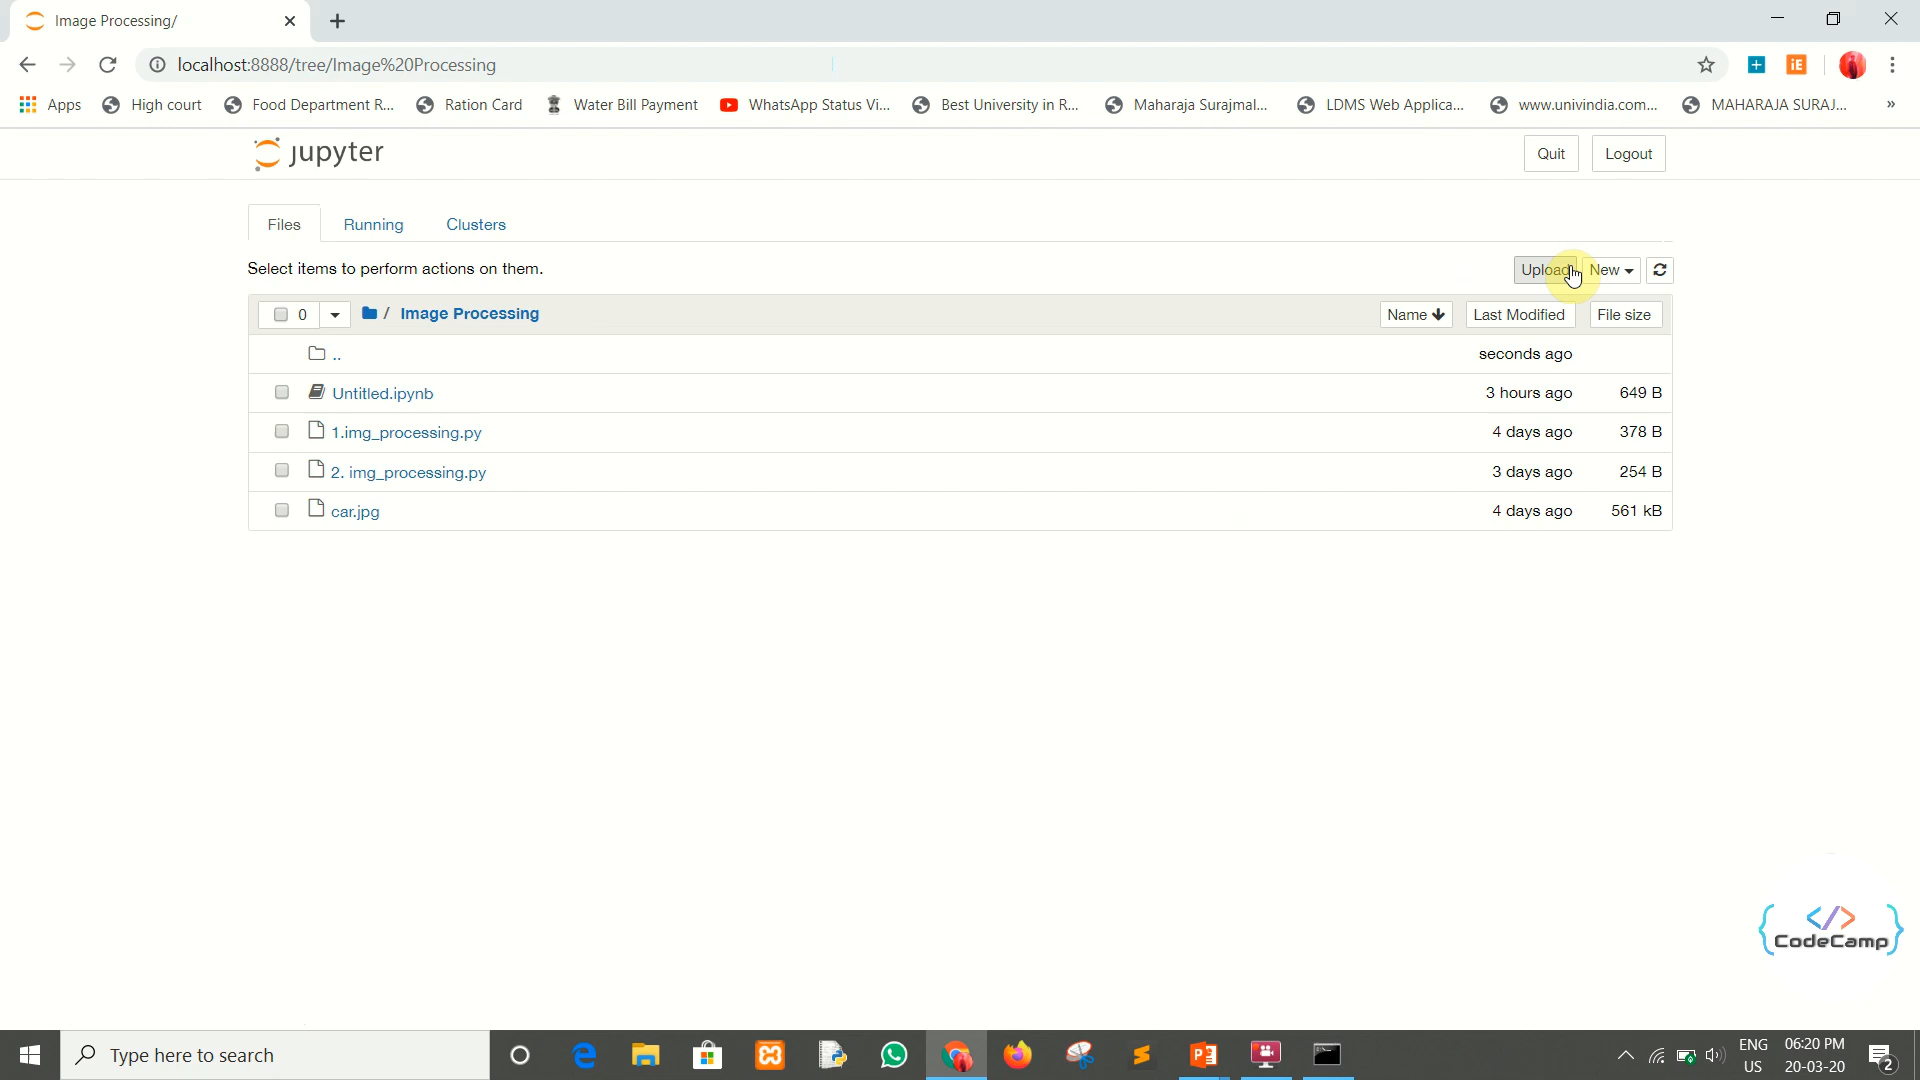 Image Processing/
localhost:8888/tree/Image%20Processing
iE
Apps High court Food Department R... Ration Card Water Bill Payment WhatsApp Status Vi... Best University in R... Maharaja Surajmal... LDMS Web Applica... www.univindia.com... MAHARAJA SURAJ... »
jupyter
Quit Logout
Files Running Clusters
Select items to perform actions on them.
Upload New
0 / Image Processing Name Last Modified File size
.. seconds ago
Untitled.ipynb 3 hours ago 649 B
1.img_processing.py 4 days ago 378 B
2. img_processing.py 3 days ago 254 B
car.jpg 4 days ago 561 kB
{ </> }
CodeCamp
Type here to search
ENG 06:20 PM
US 20-03-20 2